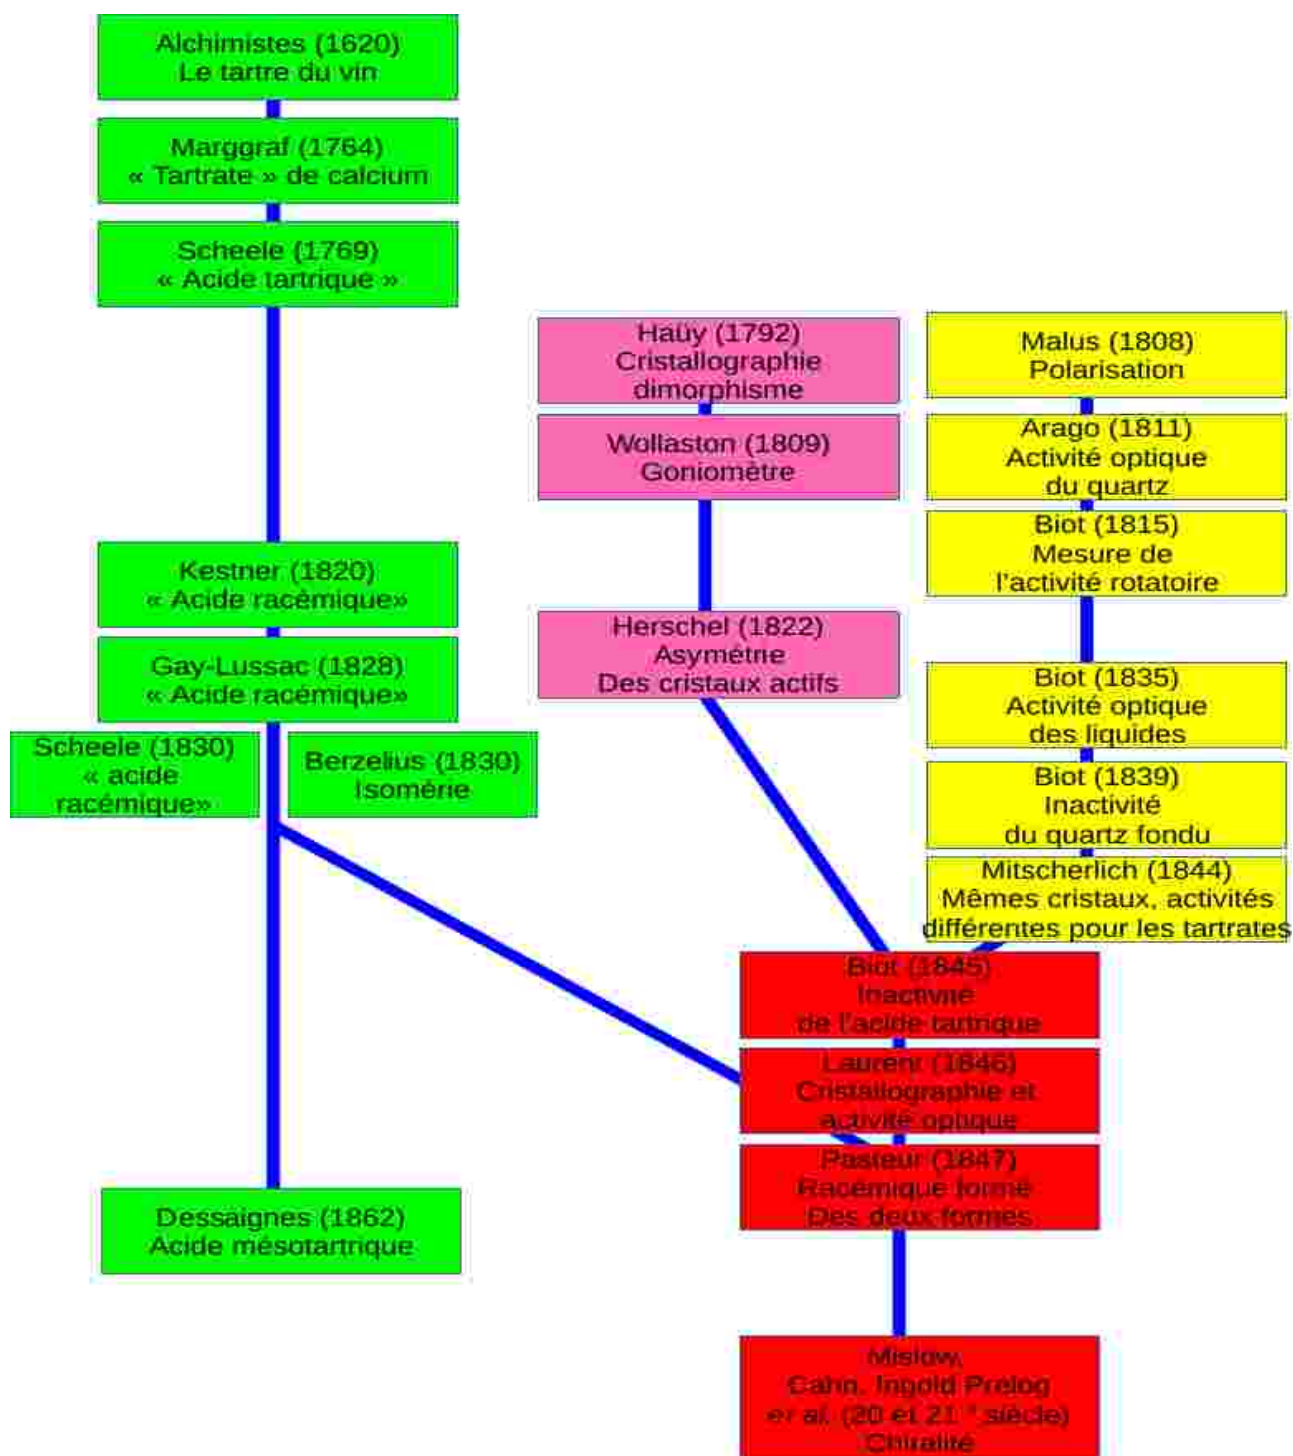 Alchimistes (1620)
Le tartre du vin
Marggraf (1764)
« Tartrate » de calcium
Scheele (1769)
« Acide tartrique »
Kestner (1820)
« Acide racémique»
Gay-Lussac (1828)
« Acide racémique»
Scheele (1830)
« acide
racémique»
Berzelius (1830)
Isomérie
Dessaignes (1862)
Acide mésotartrique
Haüy (1792)
Cristallographie
dimorphisme
Wollaston (1809)
Goniomètre
Herschel (1822)
Asymétrie
Des cristaux actifs
Malus (1808)
Polarisation
Arago (1811)
Activité optique
du quartz
Biot (1815)
Mesure de
l'activité rotatoire
Biot (1835)
Activité optique
des liquides
Biot (1839)
Inactivité
du quartz fondu
Mitscherlich (1844)
Mêmes cristaux, activités
différentes pour les tartrates
Biot (1845)
Inactivité
de l'acide tartrique
Laurent (1846)
Cristallographie et
activité optique
Pasteur (1847)
Racémique formé
Des deux formes
Mislow,
Cahn, Ingold Prelog
et al. (20 et 21 ° siècle)
Chiralité